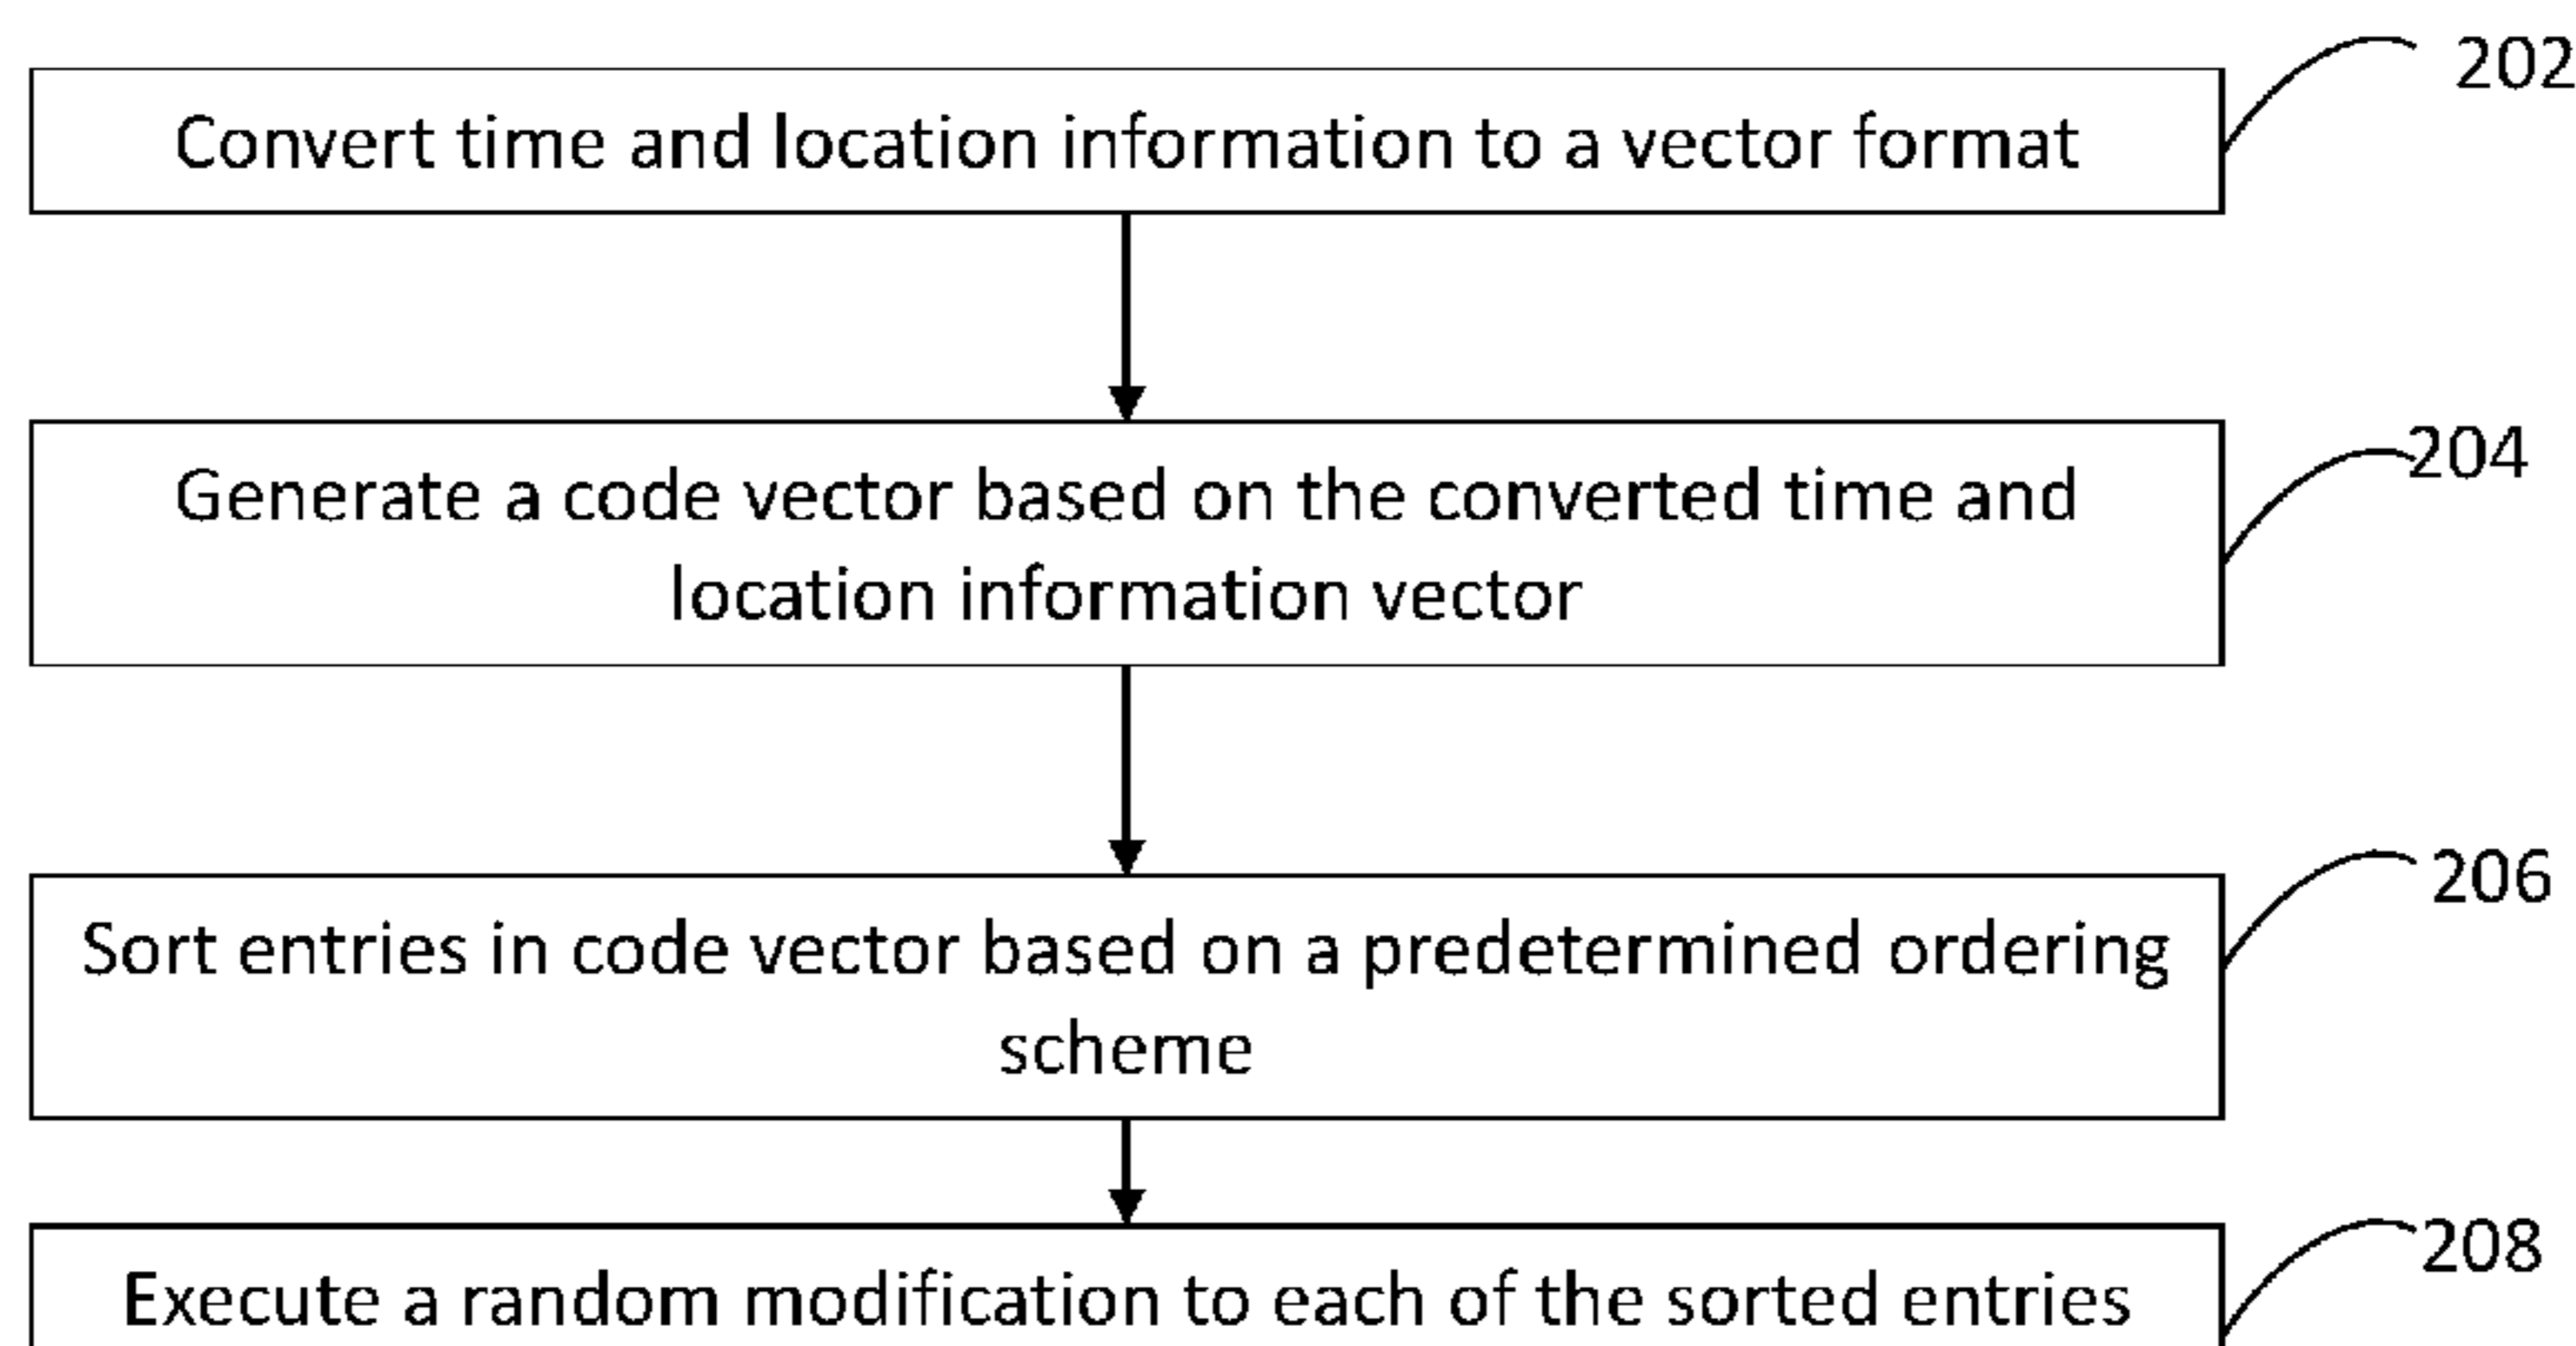 202
Convert time and location information to a vector format
204
Generate a code vector based on the converted time and
location information vector
206
Sort entries in code vector based on a predetermined ordering
scheme
208
Execute a random modification to each of the sorted entries